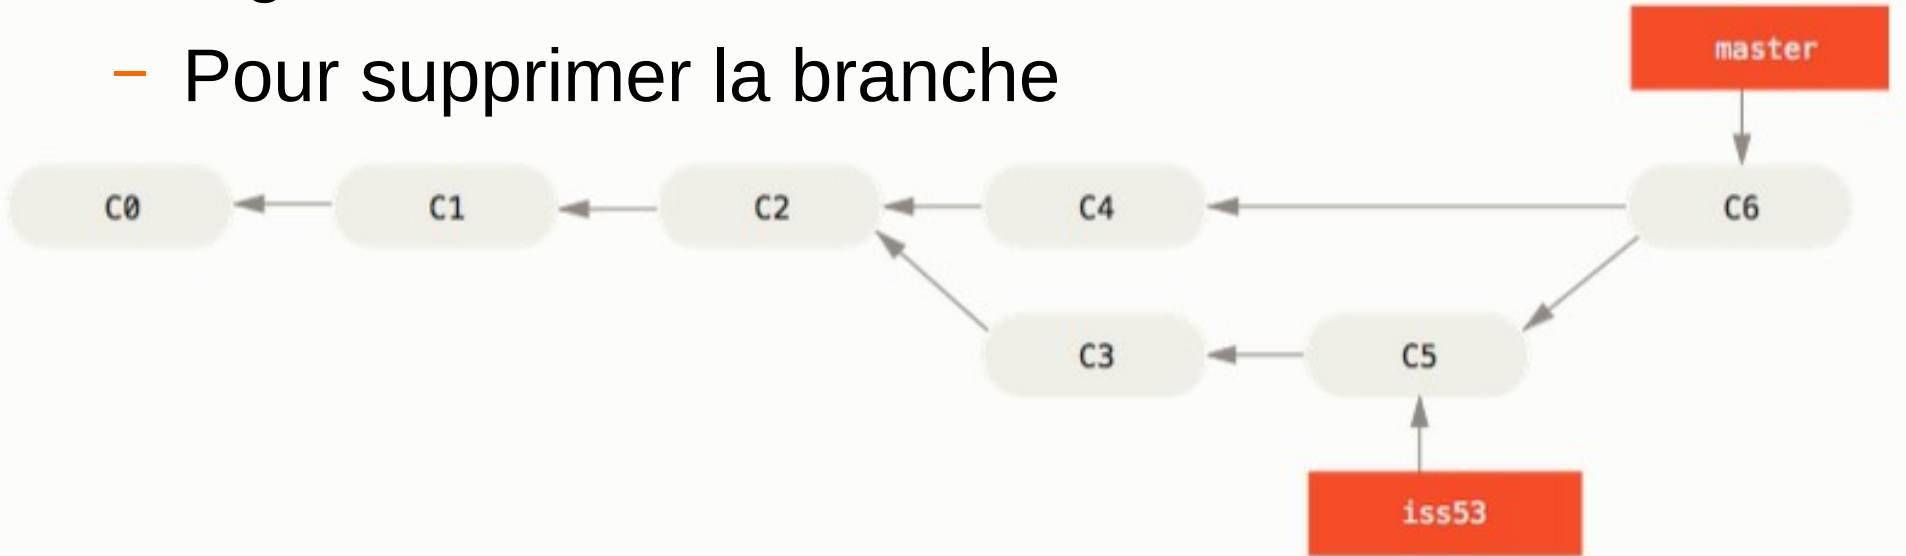 – Pour supprimer la branche
master
C0 C1 C2 C4 C6
C3 C5
iss53